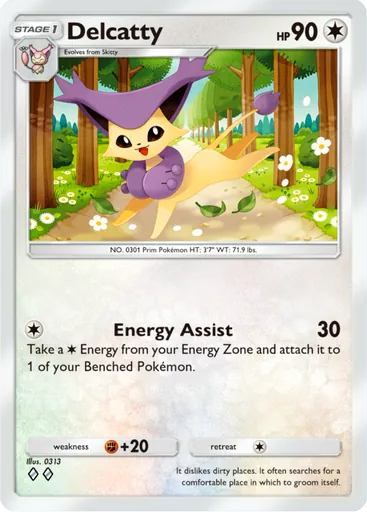 STAGE 1
Delcatty
HP 90
Evolves from Skitty
NO. 0301 Prim Pokémon HT: 3'7" WT: 71.9 lbs.
Energy Assist 30
Take a Energy from your Energy Zone and attach it to
1 of your Benched Pokémon.
weakness +20 retreat
Illus. 0313
It dislikes dirty places. It often searches for a
comfortable place in which to groom itself.